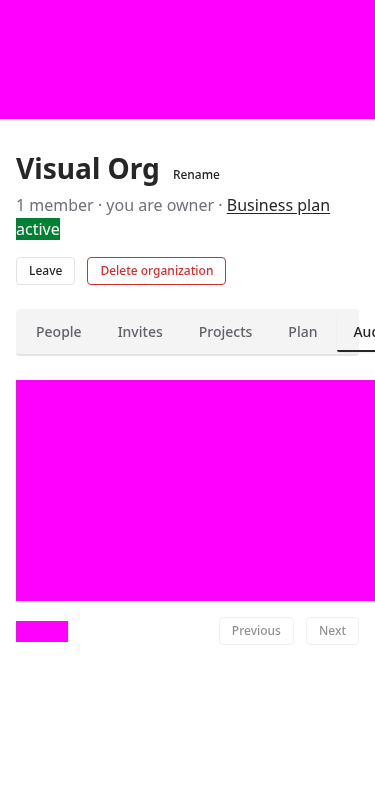 Visual Org Rename
1 member · you are owner · Business plan
active
Leave Delete organization
People Invites Projects Plan
Previous Next